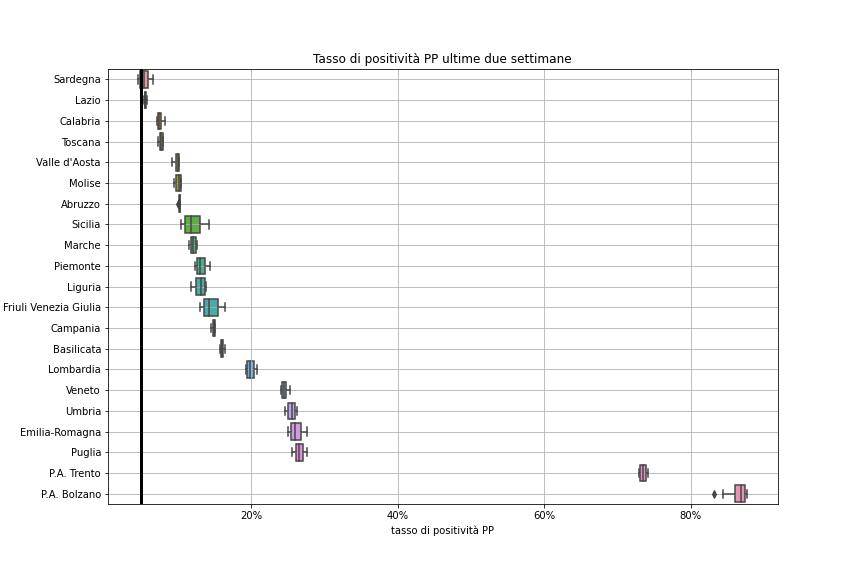 Tasso di positività PP ultime due settimane
Sardegna
Lazio
Calabria
Toscana
Valle d'Aosta
Molise
Abruzzo
Sicilia
Marche
Piemonte
Liguria
Friuli Venezia Giulia
Campania
Basilicata
Lombardia
Veneto
Umbria
Emilia-Romagna
Puglia
P.A. Trento
P.A. Bolzano
20% 40% 60% 80%
tasso di positività PP